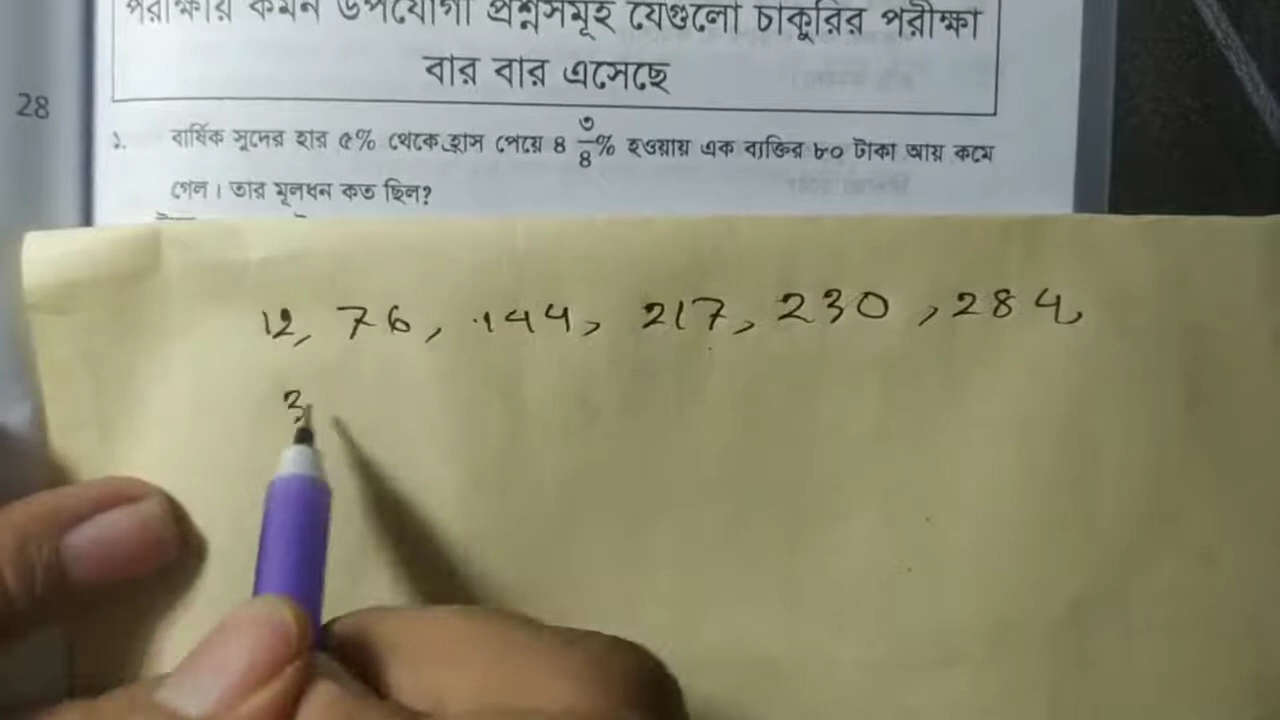 পরীক্ষায় কমন উপযোগী প্রশ্নসমূহ যেগুলো চাকুরির পরীক্ষা
বার বার এসেছে
28
১. বার্ষিক সুদের হার ৫% থেকে হ্রাস পেয়ে ৪ ৩/৪% হওয়ায় এক ব্যক্তির ৮০ টাকা আয় কমে
গেল। তার মূলধন কত ছিল?
12, 76, 144, 217, 230, 284,
3